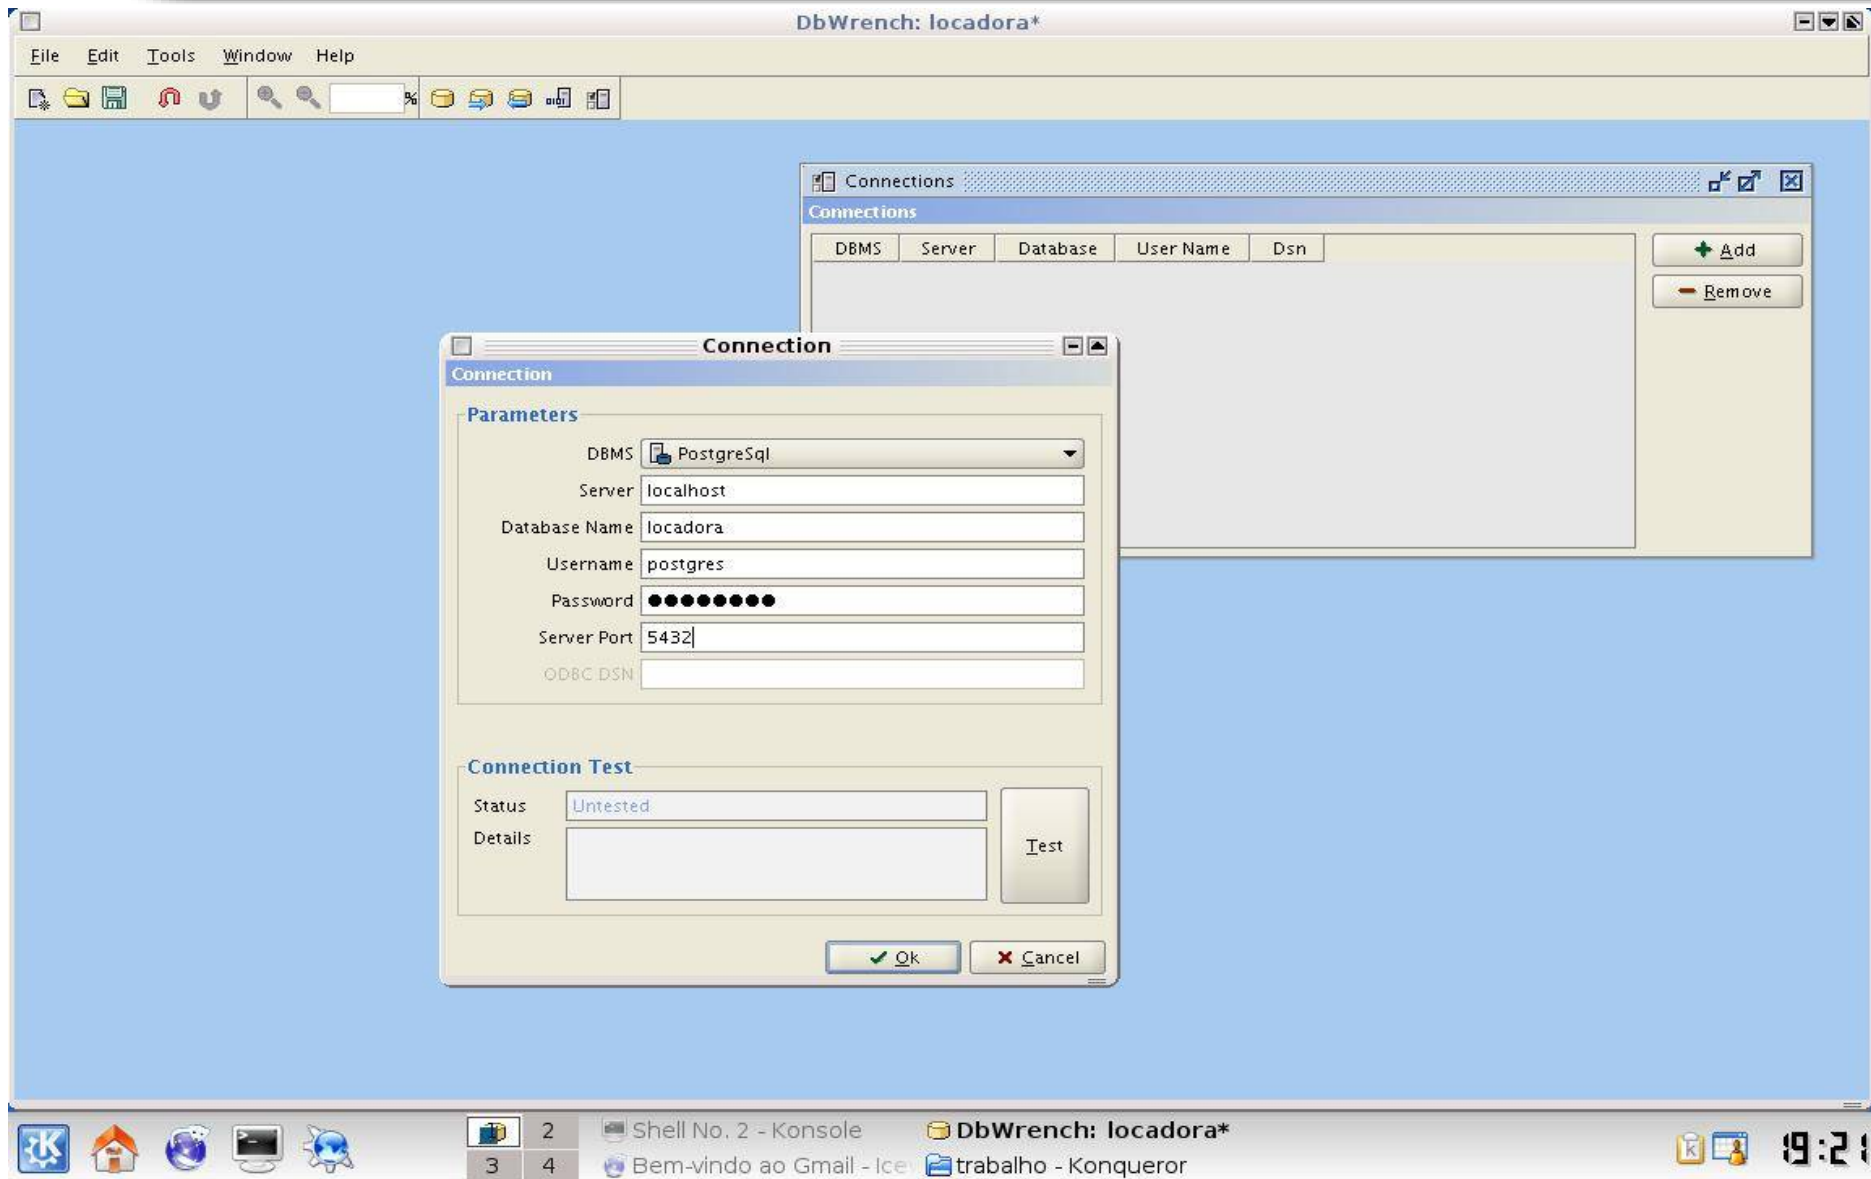 DbWrench: locadora*
File Edit Tools Window Help
%
Connections
Connections
DBMS Server Database User Name Dsn
Add
Remove
Connection
Connection
Parameters
DBMS PostgreSql
Server localhost
Database Name locadora
Username postgres
Password ●●●●●●●●
Server Port 5432
ODBC DSN
Connection Test
Status Untested
Details
Test
Ok Cancel
2 Shell No. 2 - Konsole DbWrench: locadora*
3 4 Bem-vindo ao Gmail - Ice trabalho - Konqueror
19:21